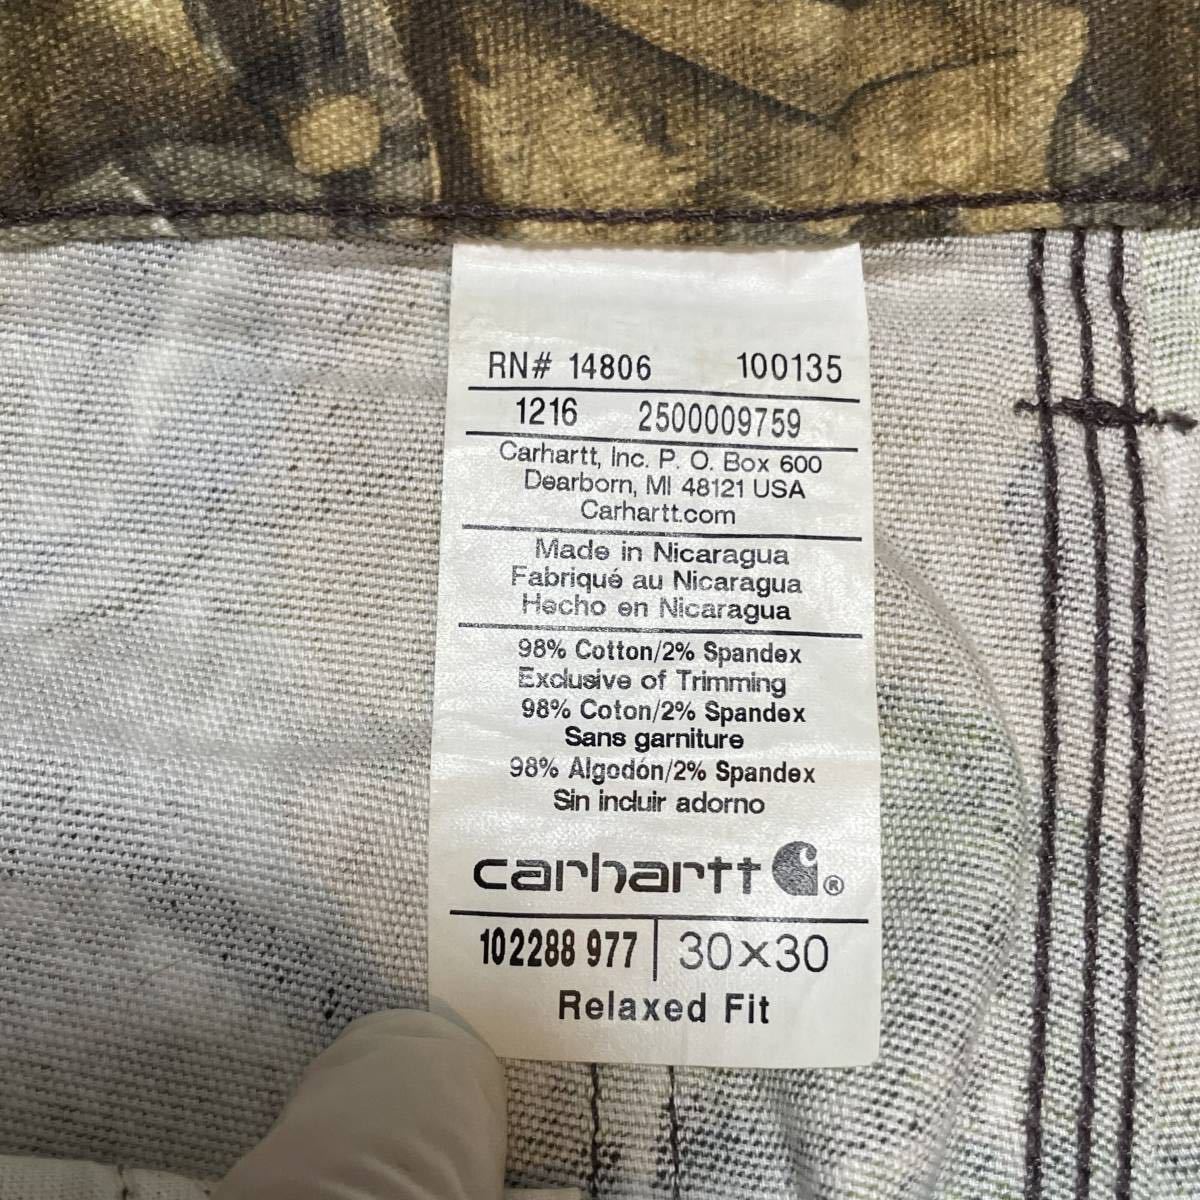 RN# 14806 100135
1216 2500009759
Carhartt, Inc. P. O. Box 600
Dearborn, MI 48121 USA
Carhartt.com
Made in Nicaragua
Fabriqué au Nicaragua
Hecho en Nicaragua
98% Cotton/2% Spandex
Exclusive of Trimming
98% Coton/2% Spandex
Sans garniture
98% Algodón/2% Spandex
Sin incluir adorno
carhartt ®
102288 977 30×30
Relaxed Fit